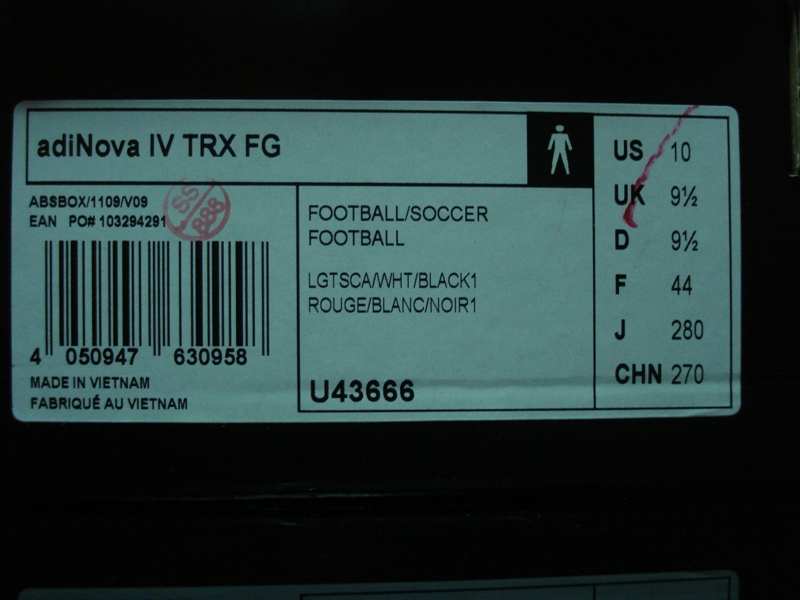 adiNova IV TRX FG
ABSBOX/1109/V09
EAN PO# 103294291
SS
888
4 050947 630958
MADE IN VIETNAM
FABRIQUÉ AU VIETNAM
FOOTBALL/SOCCER
FOOTBALL
LGTSCA/WHT/BLACK1
ROUGE/BLANC/NOIR1
U43666
US 10
UK 9½
D 9½
F 44
J 280
CHN 270